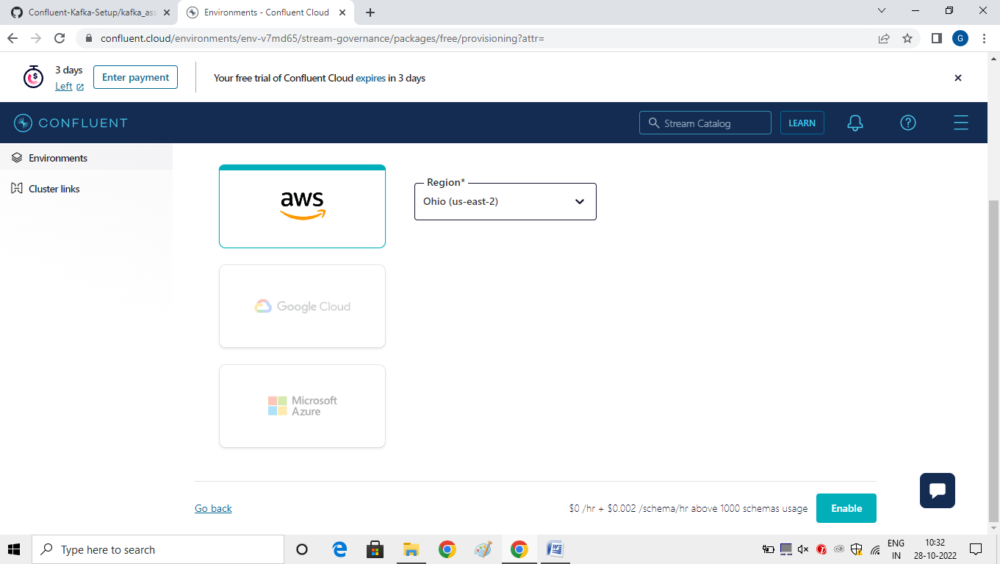 Confluent-Kafka-Setup/kafka_ass
Environments - Confluent Cloud
confluent.cloud/environments/env-v7md65/stream-governance/packages/free/provisioning?attr=
G
3 days
Left
Enter payment
Your free trial of Confluent Cloud expires in 3 days
CONFLUENT
Stream Catalog
LEARN
Environments
Cluster links
aws
Region*
Ohio (us-east-2)
Google Cloud
Microsoft
Azure
Go back
$0 /hr + $0.002 /schema/hr above 1000 schemas usage
Enable
Type here to search
ENG
IN
10:32
28-10-2022